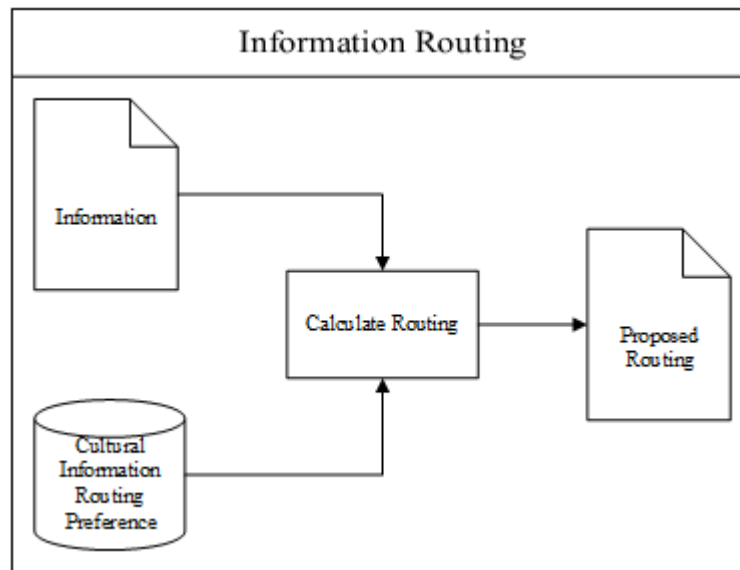 Information Routing
Information
Calculate Routing
Proposed
Routing
Cultural
Information
Routing
Preference